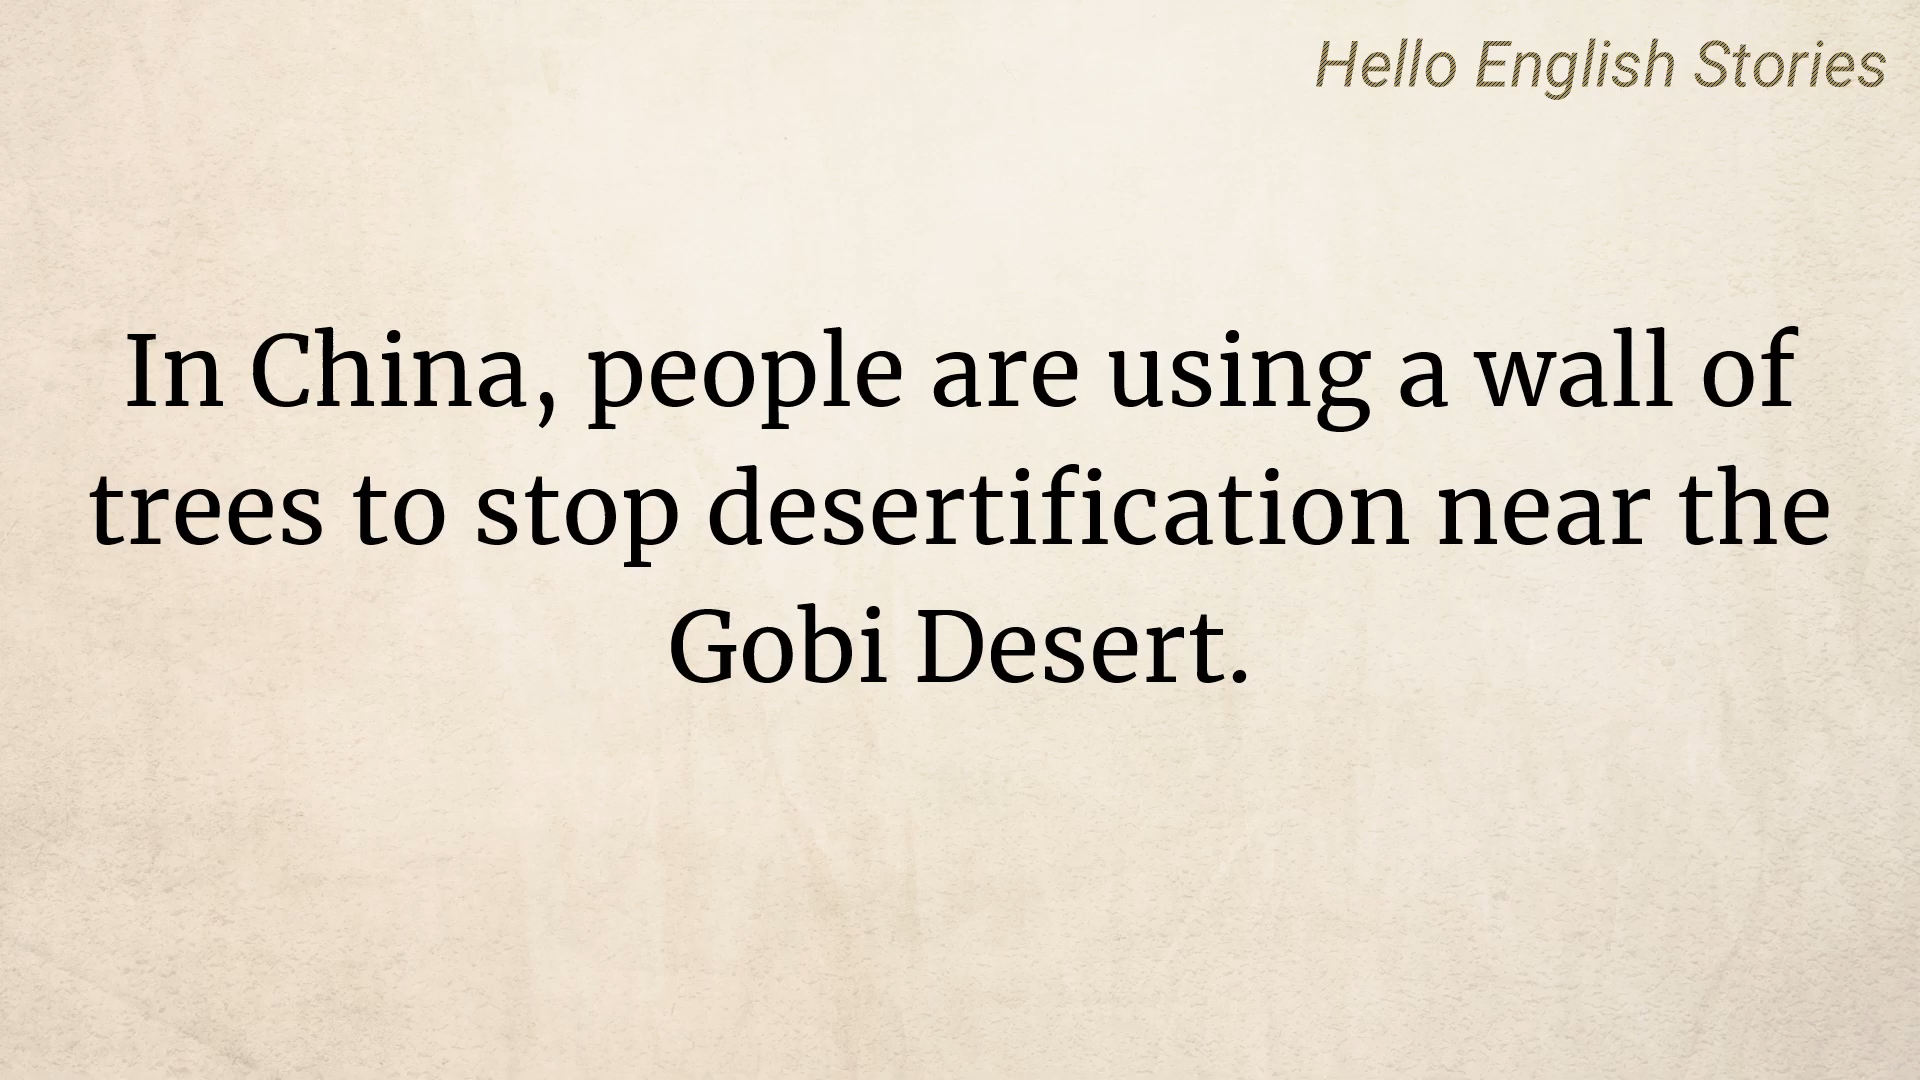 Hello English Stories
In China, people are using a wall of
trees to stop desertification near the
Gobi Desert.